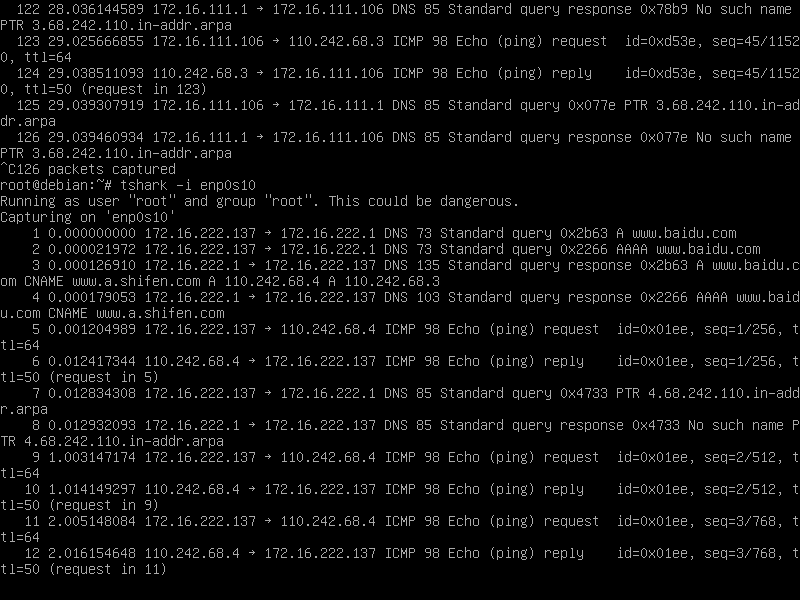 122 28.036144589 172.16.111.1 → 172.16.111.106 DNS 85 Standard query response 0x78b9 No such name
PTR 3.68.242.110.in-addr.arpa
  123 29.025666855 172.16.111.106 → 110.242.68.3 ICMP 98 Echo (ping) request  id=0xd53e, seq=45/1152
0, ttl=64
  124 29.038511093 110.242.68.3 → 172.16.111.106 ICMP 98 Echo (ping) reply    id=0xd53e, seq=45/1152
0, ttl=50 (request in 123)
  125 29.039307919 172.16.111.106 → 172.16.111.1 DNS 85 Standard query 0x077e PTR 3.68.242.110.in-ad
dr.arpa
  126 29.039460934 172.16.111.1 → 172.16.111.106 DNS 85 Standard query response 0x077e No such name
PTR 3.68.242.110.in-addr.arpa
^C126 packets captured
root@debian:~# tshark -i enp0s10
Running as user "root" and group "root". This could be dangerous.
Capturing on 'enp0s10'
    1 0.000000000 172.16.222.137 → 172.16.222.1 DNS 73 Standard query 0x2b63 A www.baidu.com
    2 0.000021972 172.16.222.137 → 172.16.222.1 DNS 73 Standard query 0x2266 AAAA www.baidu.com
    3 0.000126910 172.16.222.1 → 172.16.222.137 DNS 135 Standard query response 0x2b63 A www.baidu.c
om CNAME www.a.shifen.com A 110.242.68.4 A 110.242.68.3
    4 0.000179053 172.16.222.1 → 172.16.222.137 DNS 103 Standard query response 0x2266 AAAA www.baid
u.com CNAME www.a.shifen.com
    5 0.001204989 172.16.222.137 → 110.242.68.4 ICMP 98 Echo (ping) request  id=0x01ee, seq=1/256, t
tl=64
    6 0.012417344 110.242.68.4 → 172.16.222.137 ICMP 98 Echo (ping) reply    id=0x01ee, seq=1/256, t
tl=50 (request in 5)
    7 0.012834308 172.16.222.137 → 172.16.222.1 DNS 85 Standard query 0x4733 PTR 4.68.242.110.in-add
r.arpa
    8 0.012932093 172.16.222.1 → 172.16.222.137 DNS 85 Standard query response 0x4733 No such name P
TR 4.68.242.110.in-addr.arpa
    9 1.003147174 172.16.222.137 → 110.242.68.4 ICMP 98 Echo (ping) request  id=0x01ee, seq=2/512, t
tl=64
   10 1.014149297 110.242.68.4 → 172.16.222.137 ICMP 98 Echo (ping) reply    id=0x01ee, seq=2/512, t
tl=50 (request in 9)
   11 2.005148084 172.16.222.137 → 110.242.68.4 ICMP 98 Echo (ping) request  id=0x01ee, seq=3/768, t
tl=64
   12 2.016154648 110.242.68.4 → 172.16.222.137 ICMP 98 Echo (ping) reply    id=0x01ee, seq=3/768, t
tl=50 (request in 11)